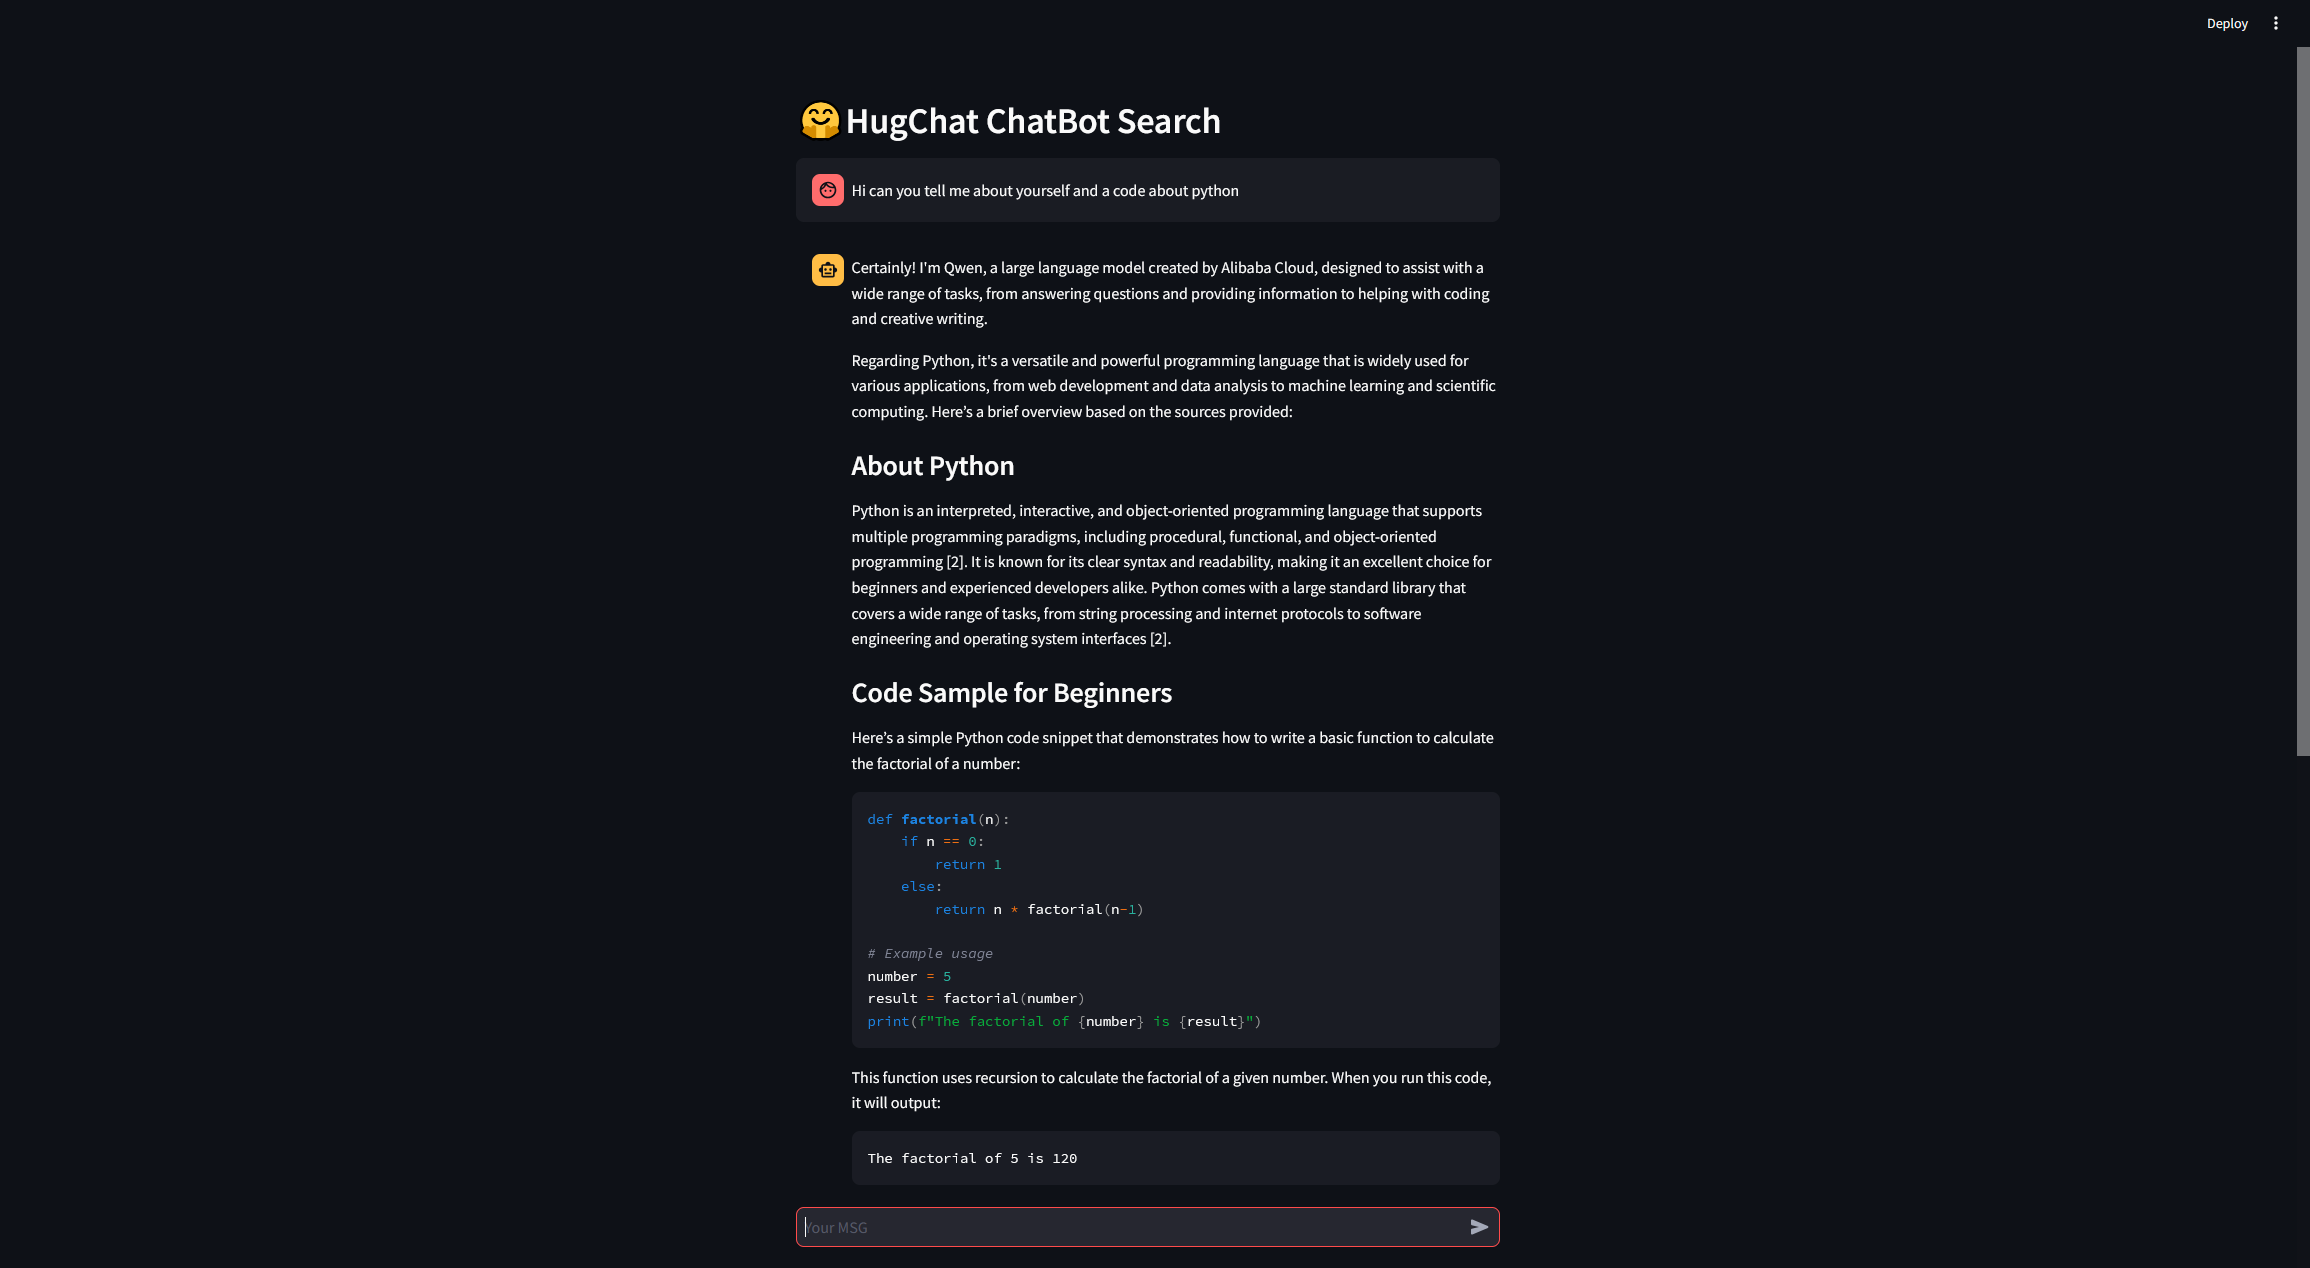 Deploy
🤗 HugChat ChatBot Search
Hi can you tell me about yourself and a code about python
Certainly! I'm Qwen, a large language model created by Alibaba Cloud, designed to assist with a
wide range of tasks, from answering questions and providing information to helping with coding
and creative writing.
Regarding Python, it's a versatile and powerful programming language that is widely used for
various applications, from web development and data analysis to machine learning and scientific
computing. Here’s a brief overview based on the sources provided:
About Python
Python is an interpreted, interactive, and object-oriented programming language that supports
multiple programming paradigms, including procedural, functional, and object-oriented
programming [2]. It is known for its clear syntax and readability, making it an excellent choice for
beginners and experienced developers alike. Python comes with a large standard library that
covers a wide range of tasks, from string processing and internet protocols to software
engineering and operating system interfaces [2].
Code Sample for Beginners
Here’s a simple Python code snippet that demonstrates how to write a basic function to calculate
the factorial of a number:
def factorial(n):
    if n == 0:
        return 1
    else:
        return n * factorial(n-1)
# Example usage
number = 5
result = factorial(number)
print(f"The factorial of {number} is {result}")
This function uses recursion to calculate the factorial of a given number. When you run this code,
it will output:
The factorial of 5 is 120
Your MSG